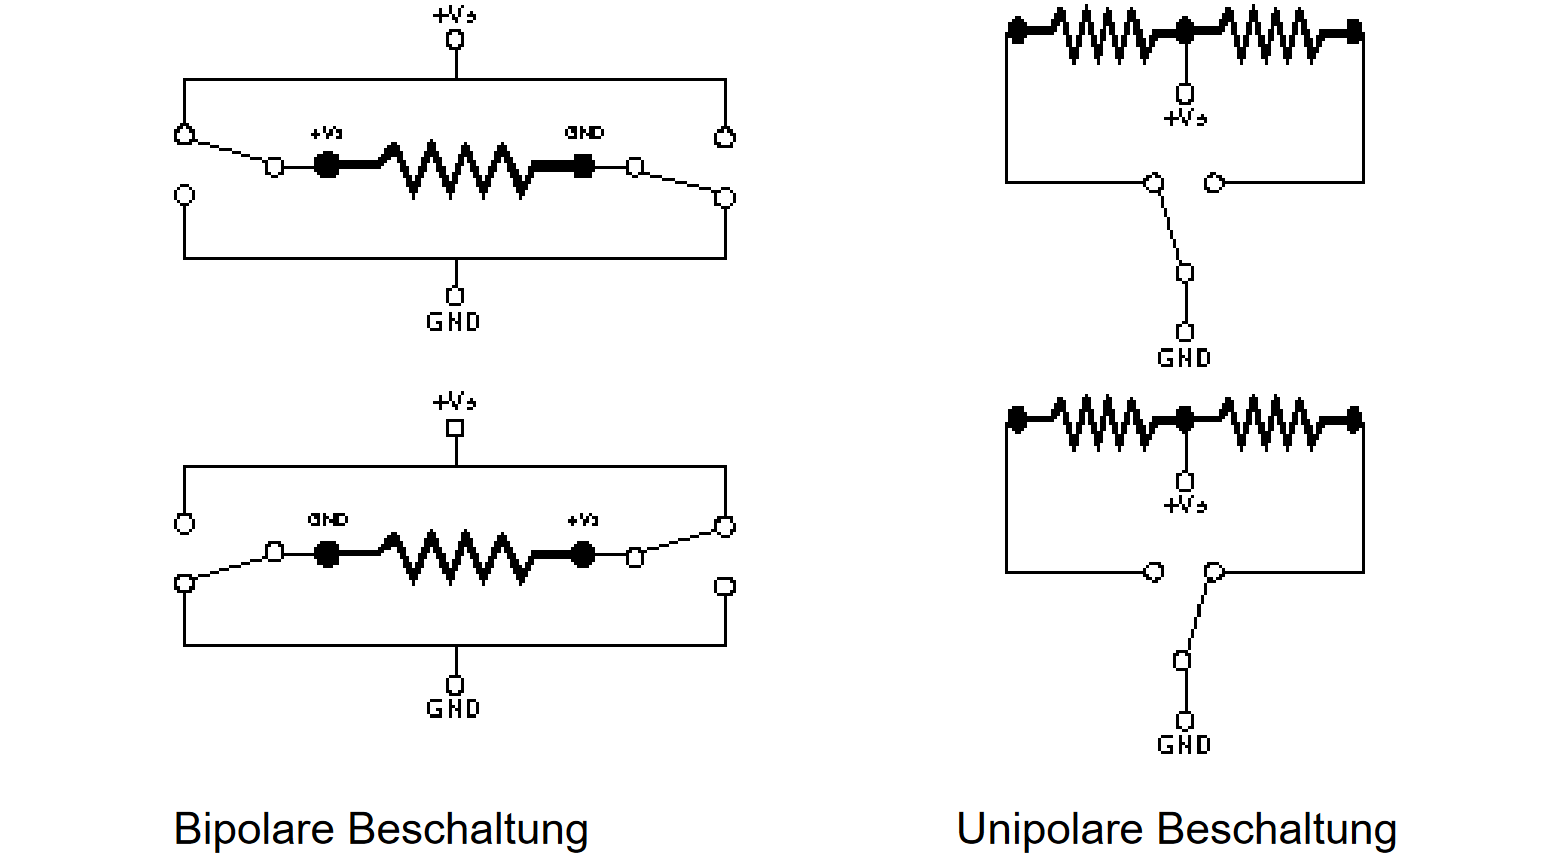 +Vs
+Vs
GND
GND
+Vs
GND
+Vs
GND
+Vs
GND
+Vs
GND
Bipolare Beschaltung
Unipolare Beschaltung